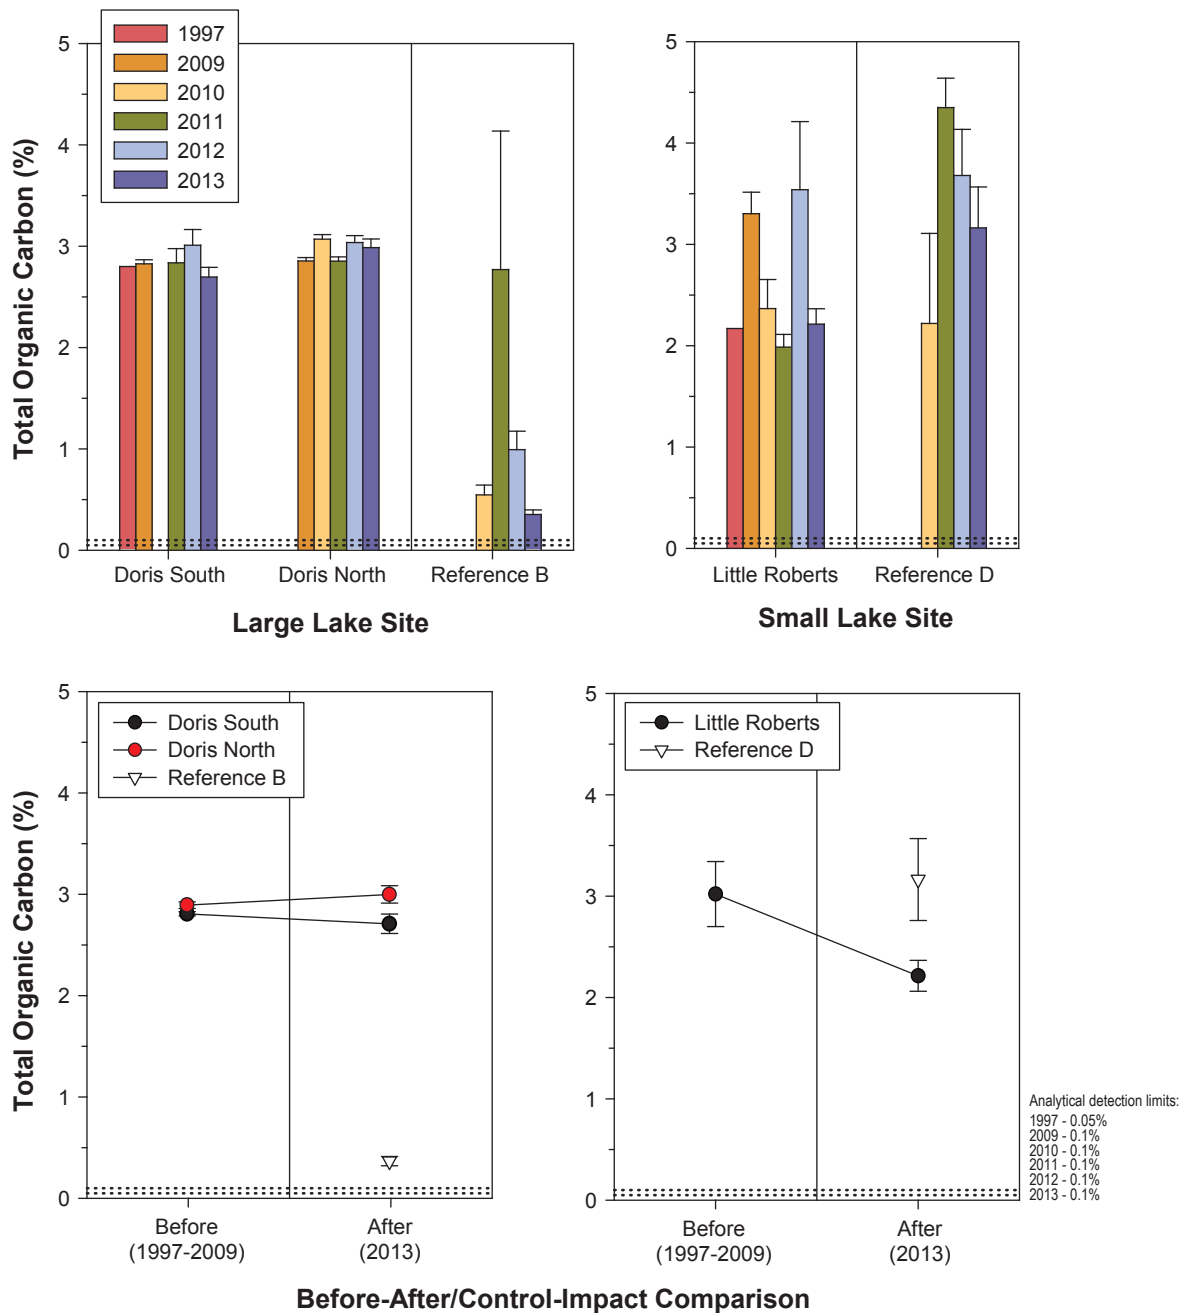 1997
2009
2010
2011
2012
2013
Total Organic Carbon (%)
5
4
3
2
1
0
Doris South
Doris North
Reference B
Large Lake Site
5
4
3
2
1
0
Little Roberts
Reference D
Small Lake Site
Total Organic Carbon (%)
5
4
3
2
1
0
Doris South
Doris North
Reference B
Before
(1997-2009)
After
(2013)
5
4
3
2
1
0
Little Roberts
Reference D
Before
(1997-2009)
After
(2013)
Analytical detection limits:
1997 - 0.05%
2009 - 0.1%
2010 - 0.1%
2011 - 0.1%
2012 - 0.1%
2013 - 0.1%
Before-After/Control-Impact Comparison